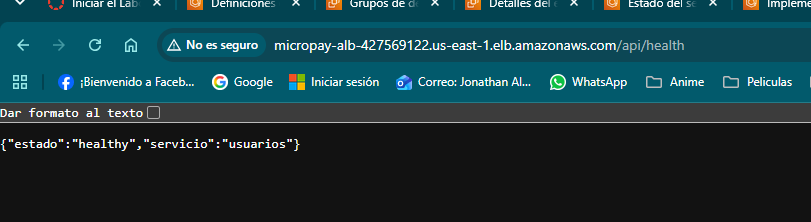 Iniciar el Lab
Definiciones
Grupos de de
Detalles del
Estado del se
Impleme
No es seguro
micropay-alb-427569122.us-east-1.elb.amazonaws.com/api/health
¡Bienvenido a Faceb...
Google
Iniciar sesión
Correo: Jonathan Al...
WhatsApp
Anime
Peliculas
Dar formato al texto
{"estado":"healthy","servicio":"usuarios"}